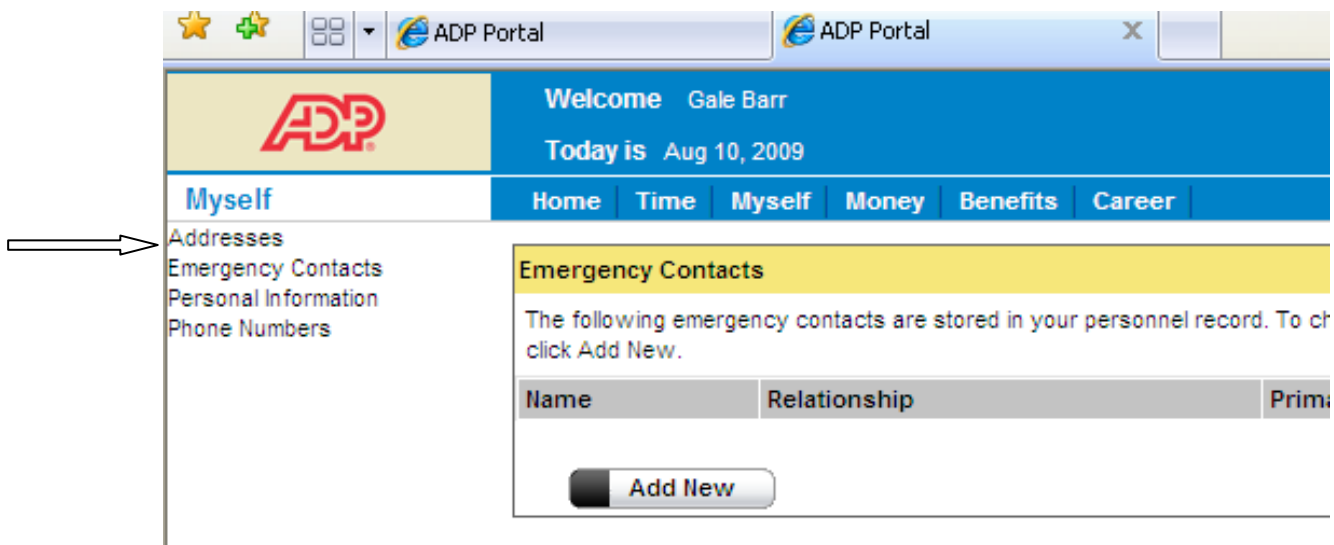 ADP Portal
ADP Portal
ADP
Welcome Gale Barr
Today is Aug 10, 2009
Myself
Home Time Myself Money Benefits Career
Addresses
Emergency Contacts
Personal Information
Phone Numbers
Emergency Contacts
The following emergency contacts are stored in your personnel record. To
click Add New.
Name Relationship
Add New